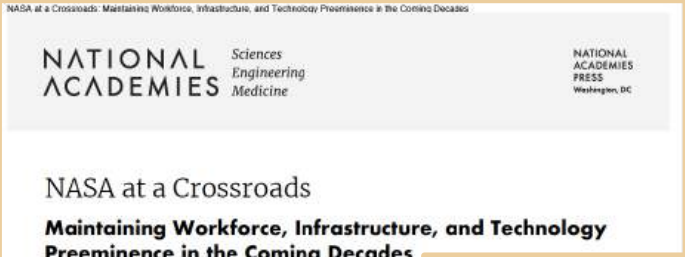 NASA at a Crossroads: Maintaining Workforce, Infrastructure, and Technology Preeminence in the Coming Decades
NATIONAL ACADEMIES
Sciences
Engineering
Medicine
NATIONAL
ACADEMIES
PRESS
Washington, DC
NASA at a Crossroads
Maintaining Workforce, Infrastructure, and Technology
Preeminence in the Coming Decades